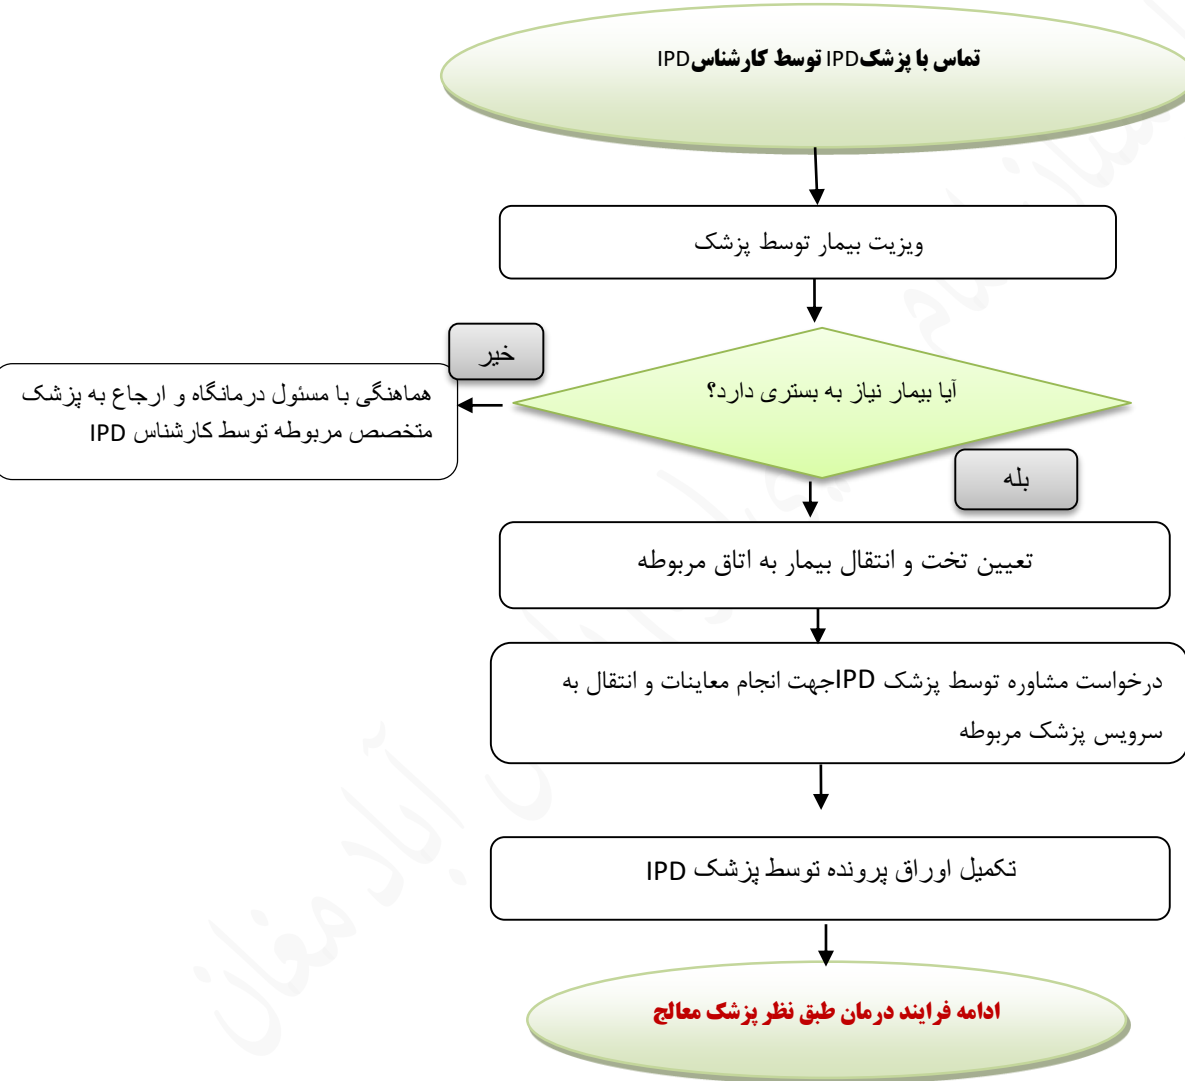 تماس با پزشکIPD توسط کارشناسIPD
ویزیت بیمار توسط پزشک
آیا بیمار نیاز به بستری دارد؟
خیر
هماهنگی با مسئول درمانگاه و ارجاع به پزشک
متخصص مربوطه توسط کارشناس IPD
بله
تعیین تخت و انتقال بیمار به اتاق مربوطه
درخواست مشاوره توسط پزشک IPDجهت انجام معاینات و انتقال به
سرویس پزشک مربوطه
تکمیل اوراق پرونده توسط پزشک IPD
ادامه فرایند درمان طبق نظر پزشک معالج
آباد مغان